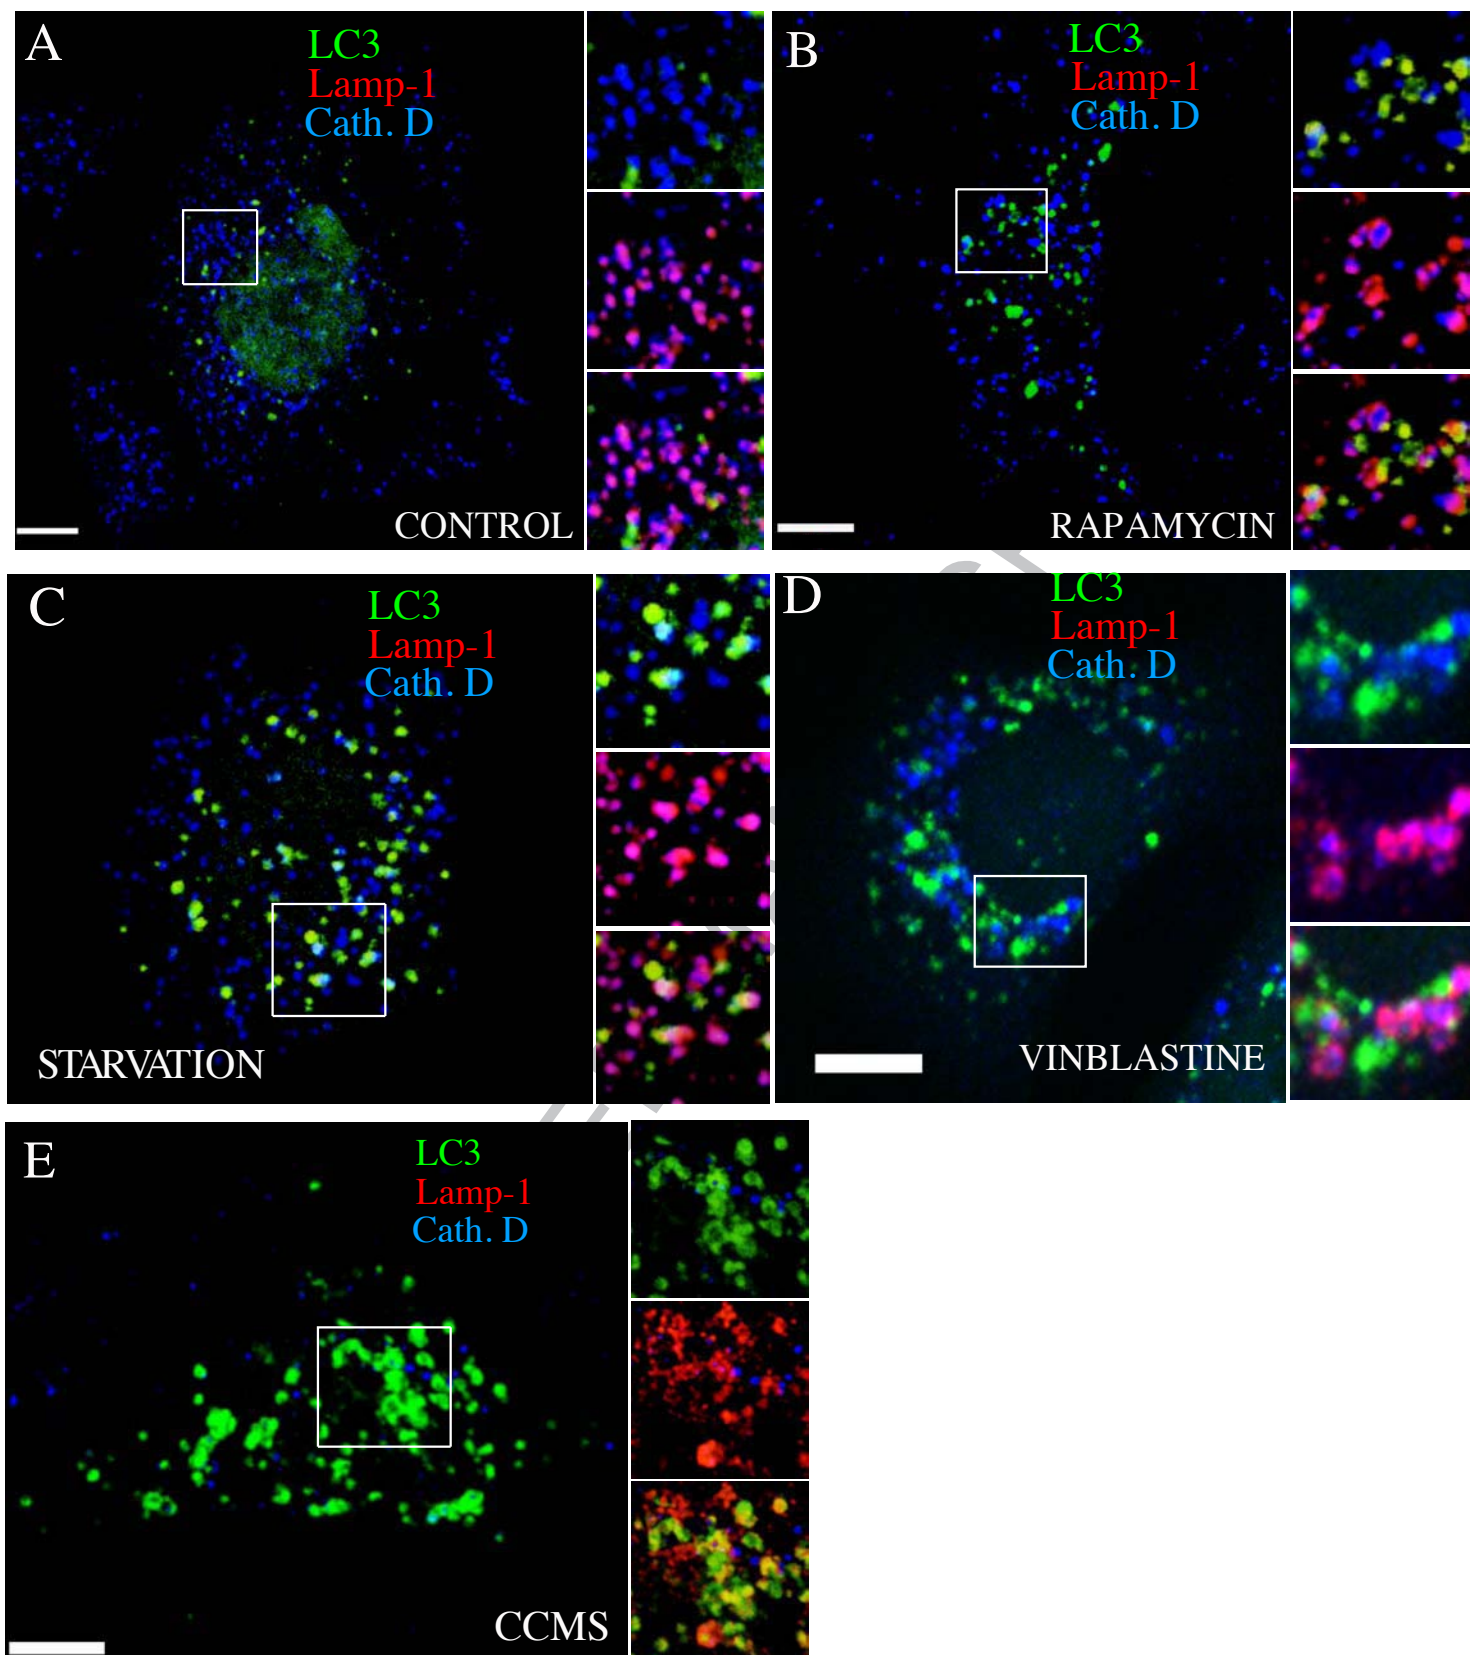 A
LC3
Lamp-1
Cath. D
CONTROL
B
LC3
Lamp-1
Cath. D
RAPAMYCIN
C
LC3
Lamp-1
Cath. D
STARVATION
D
LC3
Lamp-1
Cath. D
VINBLASTINE
E
LC3
Lamp-1
Cath. D
CCMS